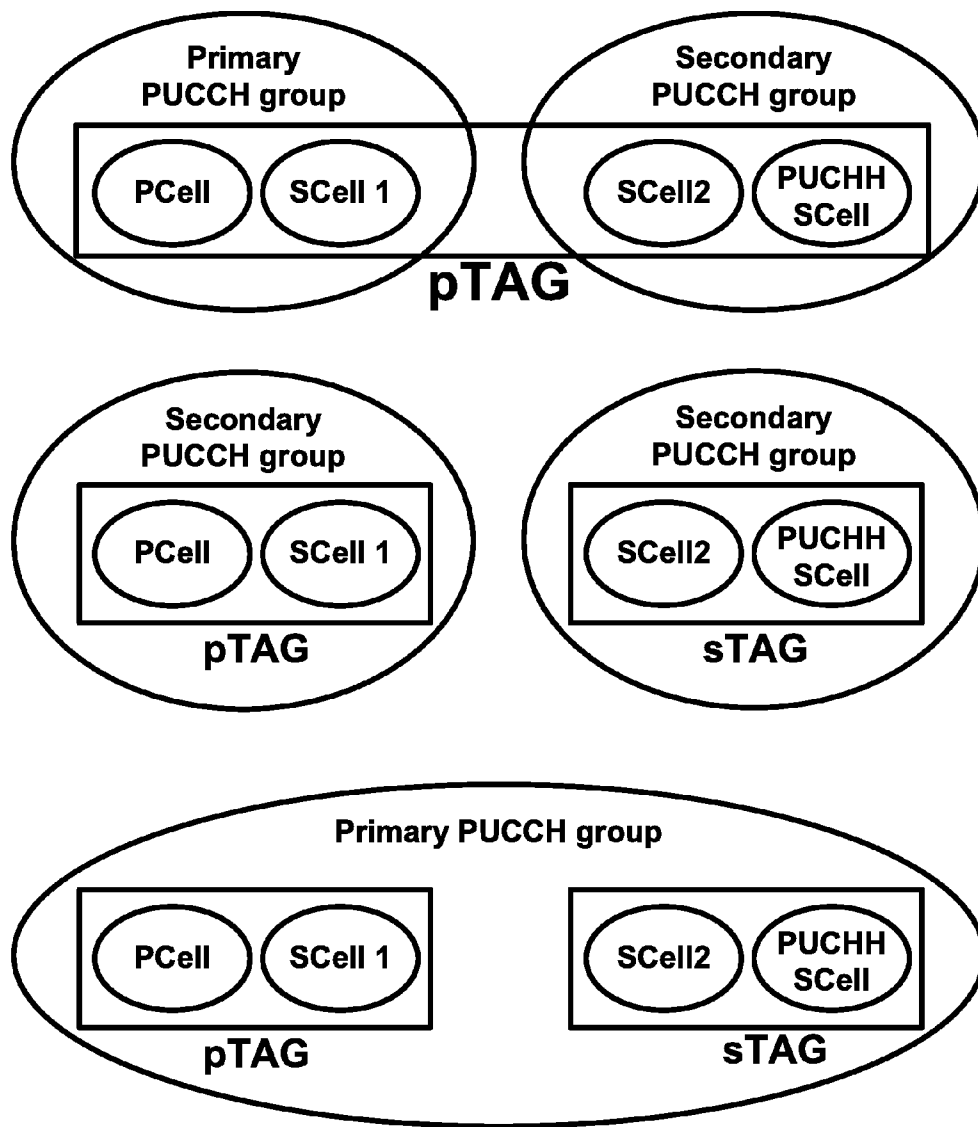 Primary
PUCCH group
Secondary
PUCCH group
PCell
SCell 1
SCell2
PUCHH
SCell
pTAG
Secondary
PUCCH group
Secondary
PUCCH group
PCell
SCell 1
SCell2
PUCHH
SCell
pTAG
sTAG
Primary PUCCH group
PCell
SCell 1
SCell2
PUCHH
SCell
pTAG
sTAG